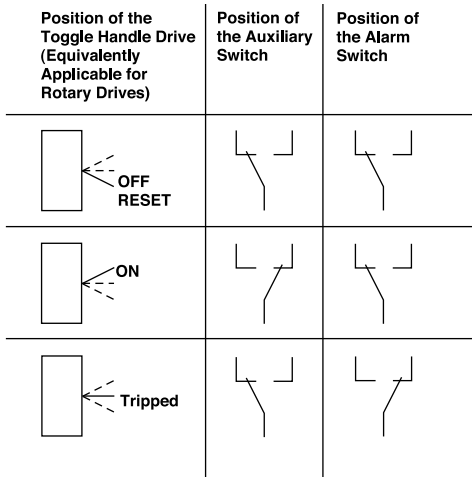 Position of the
Toggle Handle Drive
(Equivalently
Applicable for
Rotary Drives)
Position of
the Auxiliary
Switch
Position of
the Alarm
Switch
OFF
RESET
ON
Tripped